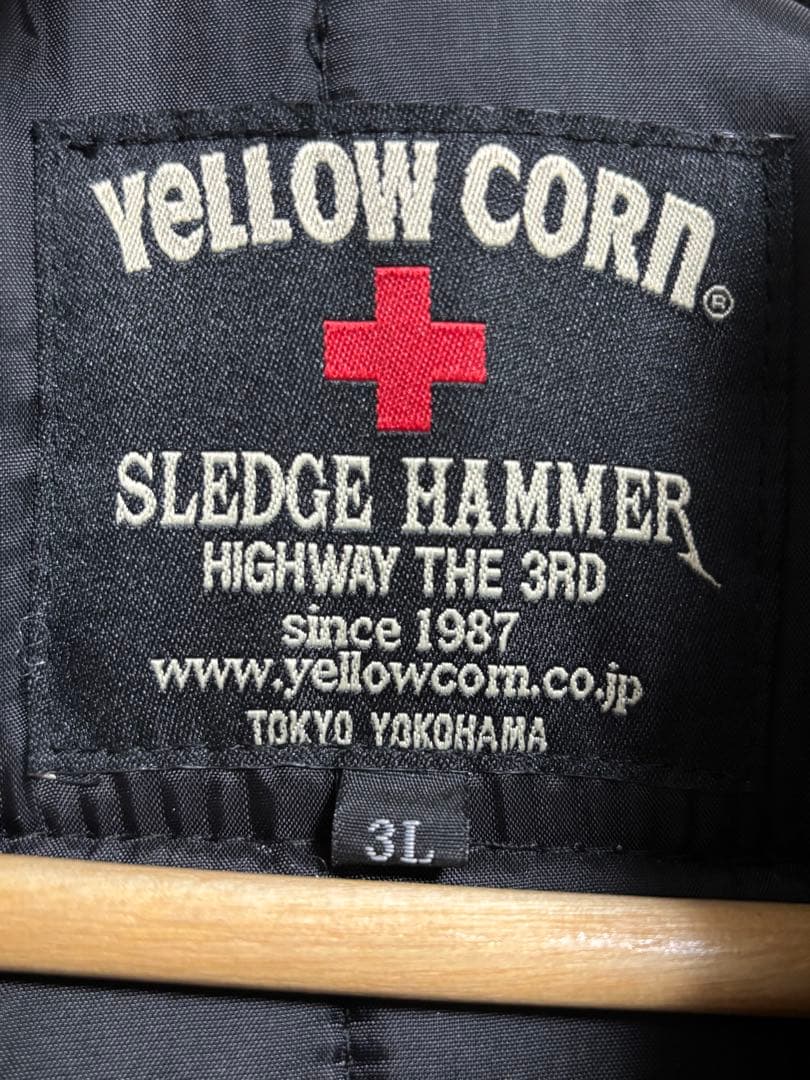 YeLLOW CORn®
SLEDGE HAMMER
HIGHWAY THE 3RD
since 1987
www.yellowcorn.co.jp
TOKYO YOKOHAMA
3L